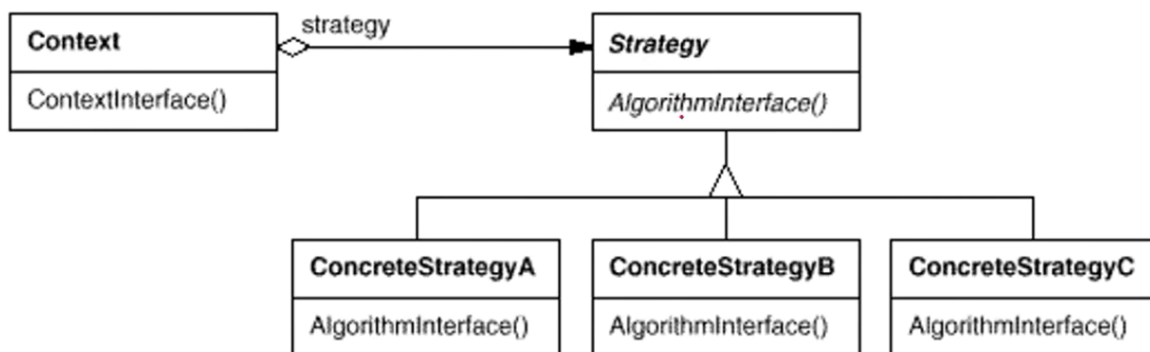 Context
ContextInterface()
strategy
Strategy
AlgorithmInterface()
ConcreteStrategyA
AlgorithmInterface()
ConcreteStrategyB
AlgorithmInterface()
ConcreteStrategyC
AlgorithmInterface()